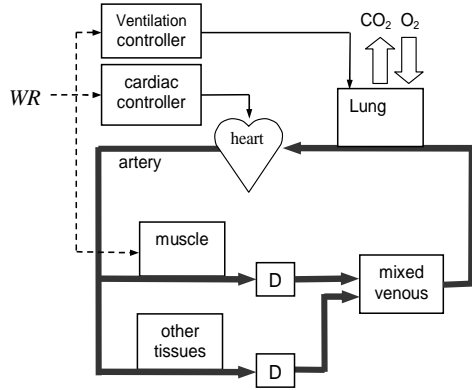 Ventilation
controller
CO2 O2
WR
cardiac
controller
Lung
heart
artery
muscle
D
mixed
venous
other
tissues
D